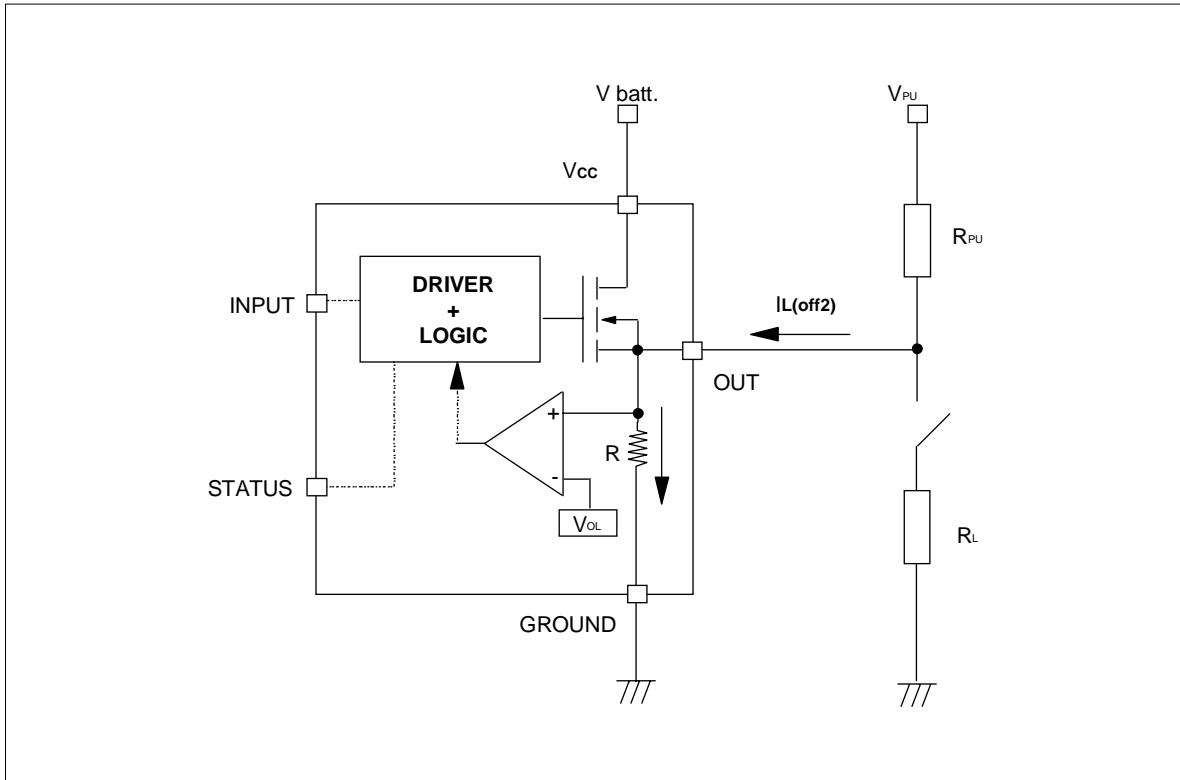 V batt.
VPU
Vcc
RPU
DRIVER
+
LOGIC
INPUT
IL(off2)
OUT
+
R
-
STATUS
VOL
RL
GROUND